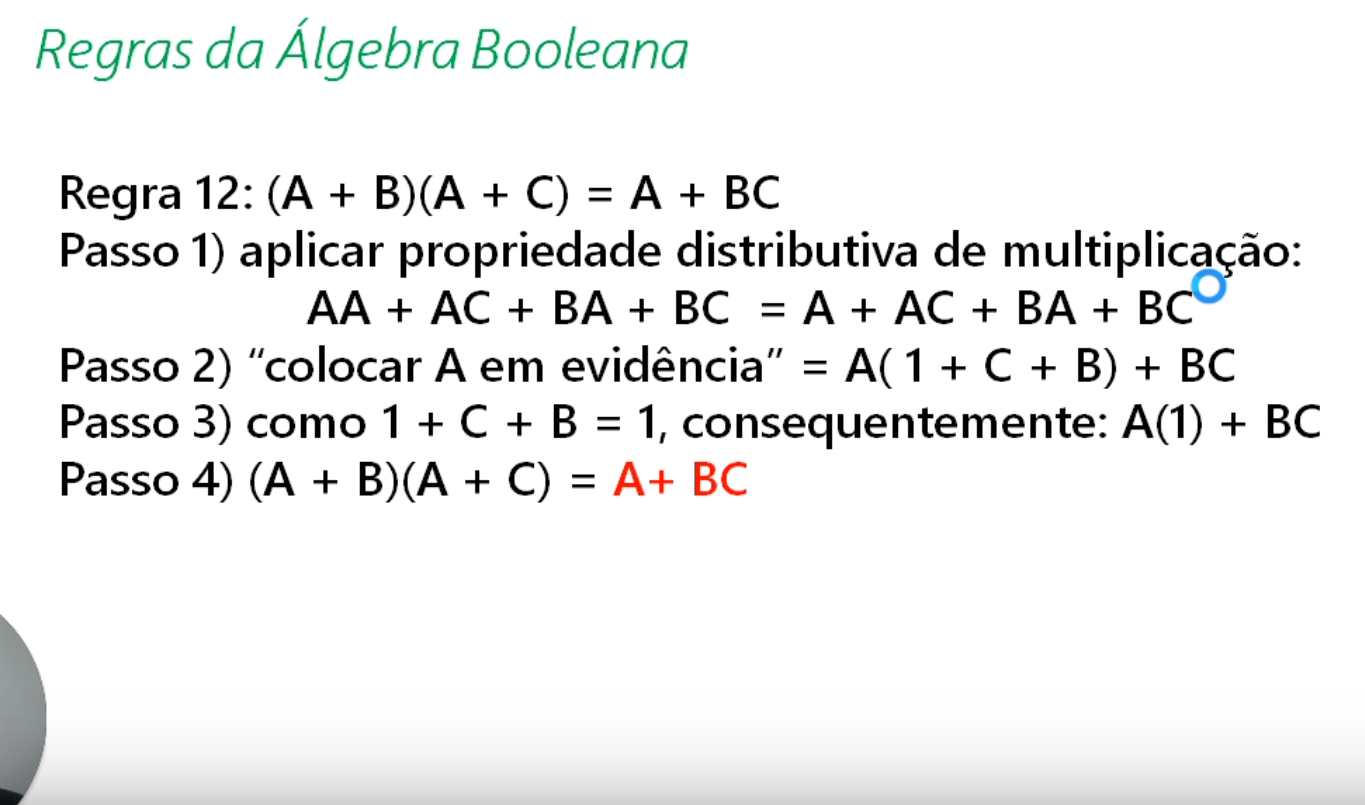 Regras da Álgebra Booleana
Regra 12: (A + B)(A + C) = A + BC
Passo 1) aplicar propriedade distributiva de multiplicação:
AA + AC + BA + BC = A + AC + BA + BC
Passo 2) “colocar A em evidência” = A( 1 + C + B) + BC
Passo 3) como 1 + C + B = 1, consequentemente: A(1) + BC
Passo 4) (A + B)(A + C) = A+ BC